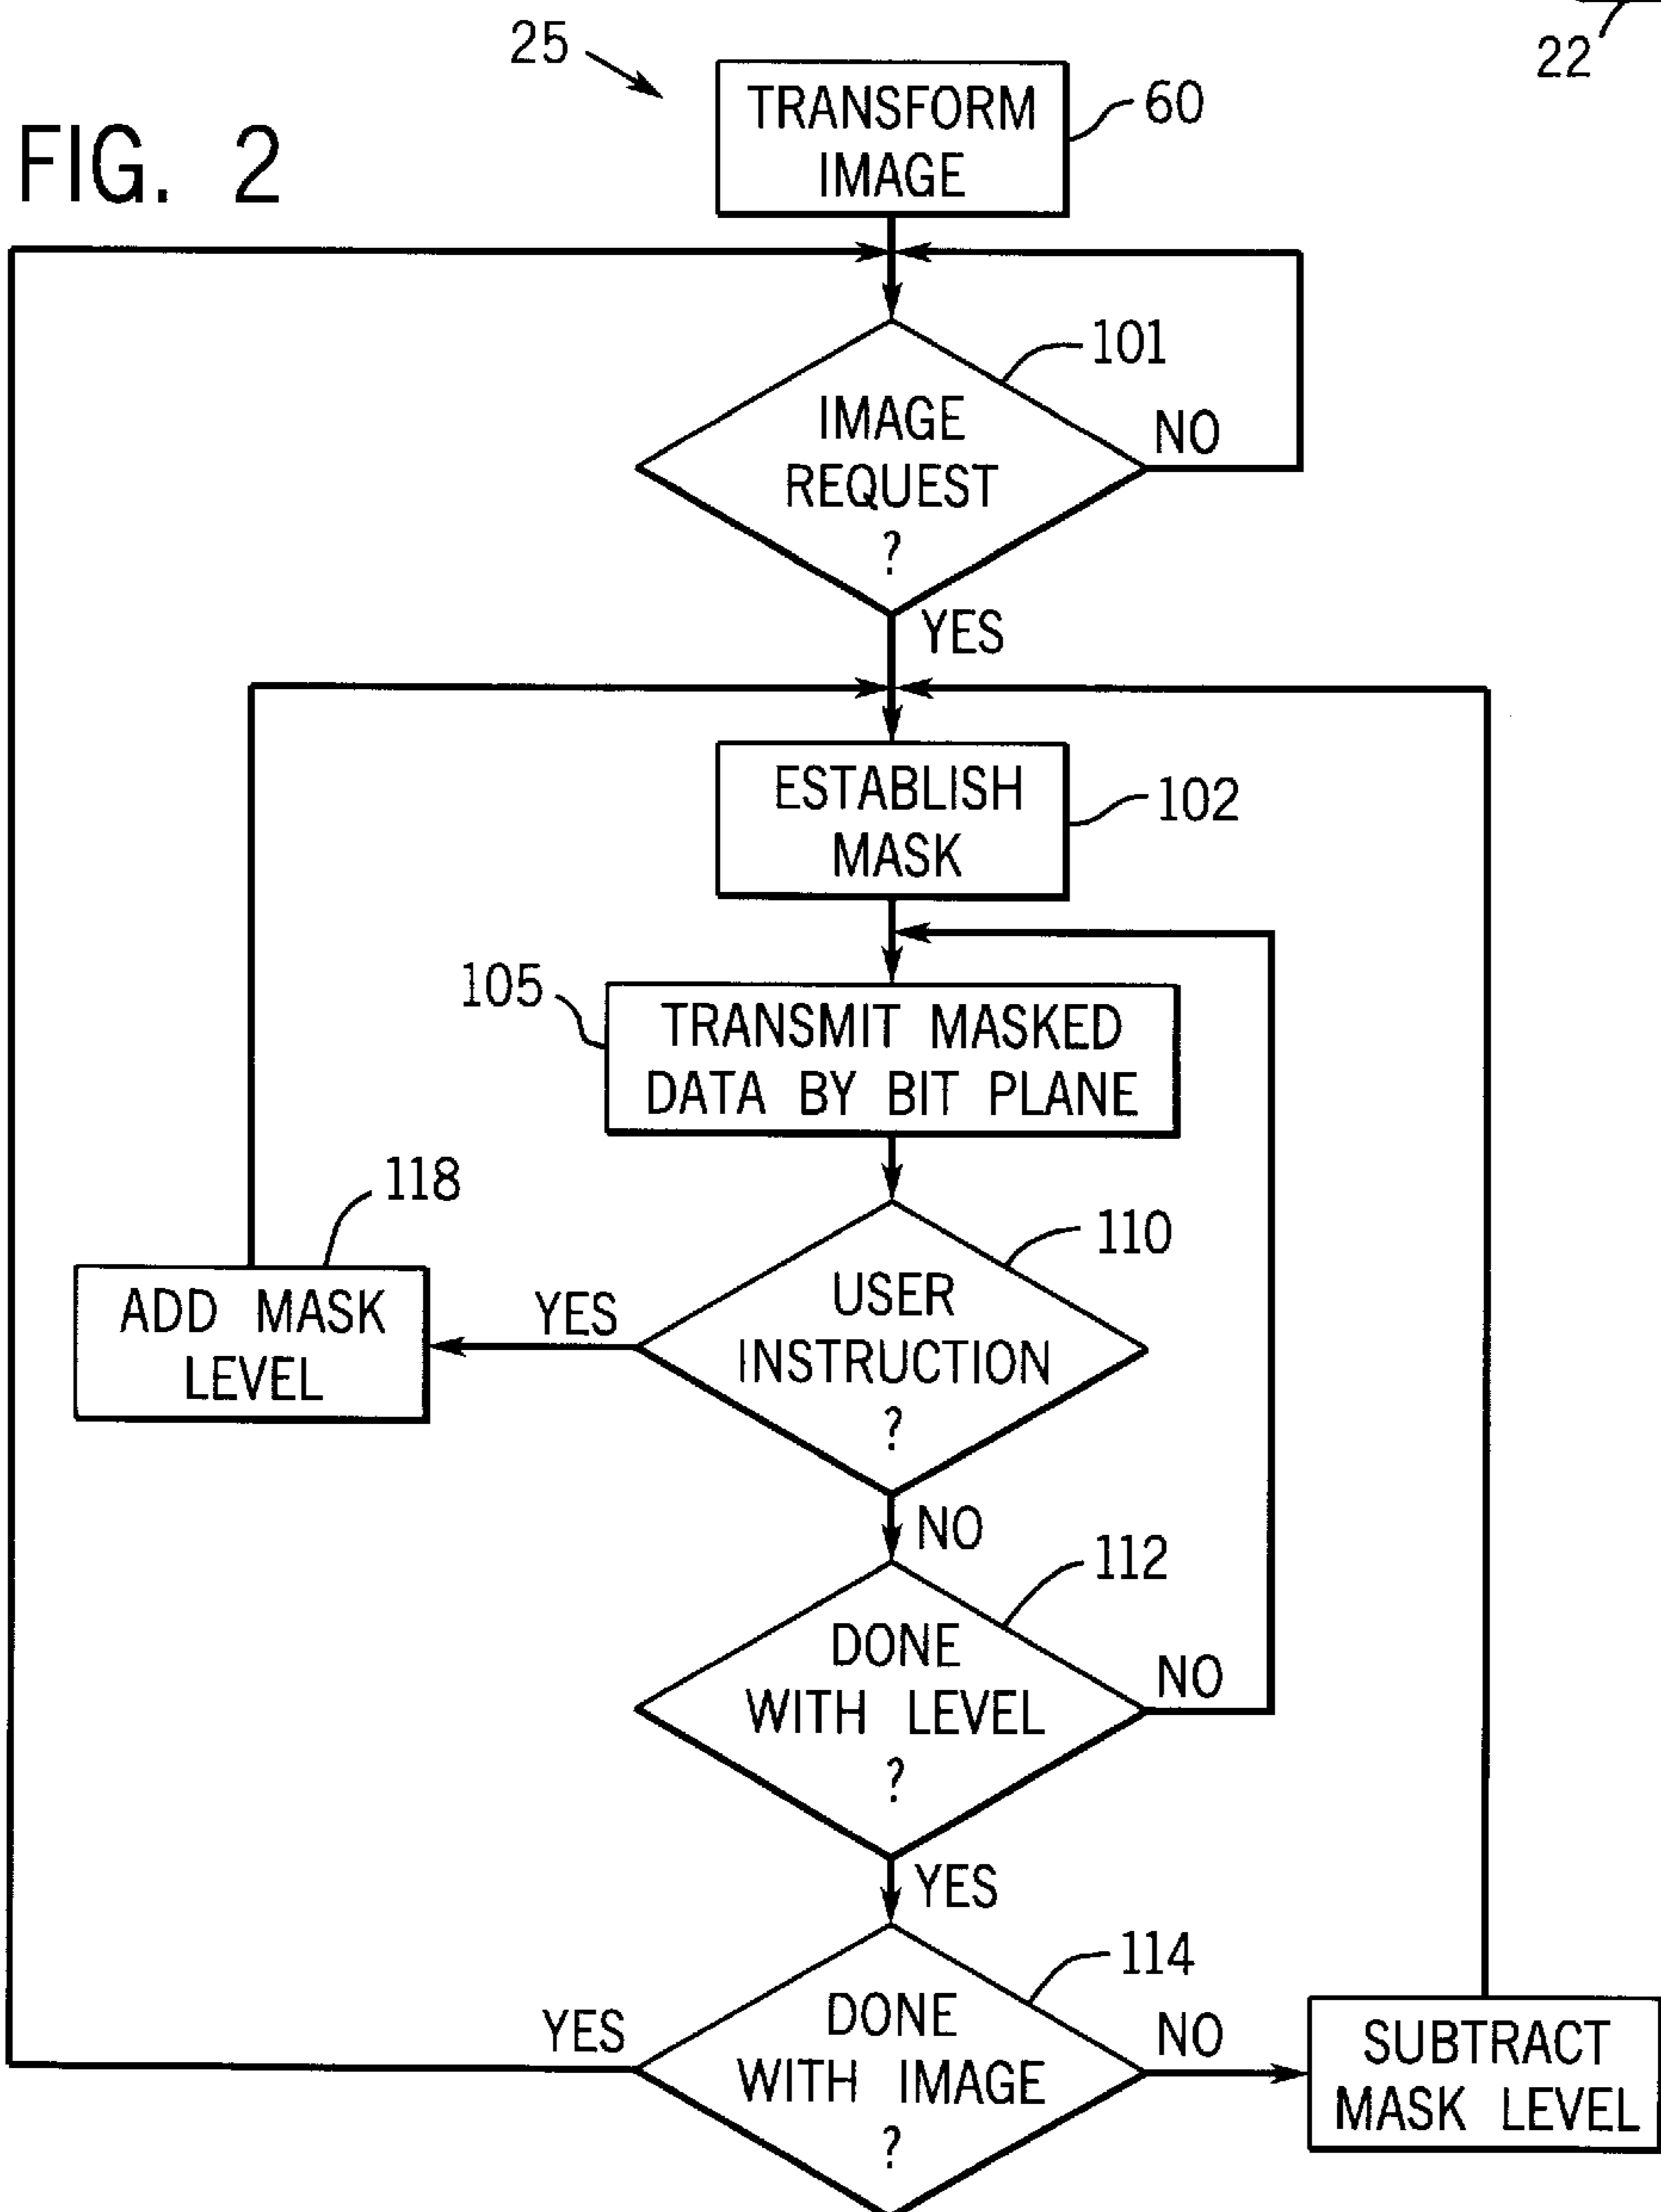 25
22
TRANSFORM
IMAGE
60
FIG. 2
101
IMAGE
REQUEST
?
NO
YES
ESTABLISH
MASK
102
105
TRANSMIT MASKED
DATA BY BIT PLANE
118
110
ADD MASK
LEVEL
YES
USER
INSTRUCTION
?
NO
112
DONE
WITH LEVEL
?
NO
YES
114
YES
DONE
WITH IMAGE
?
NO
SUBTRACT
MASK LEVEL